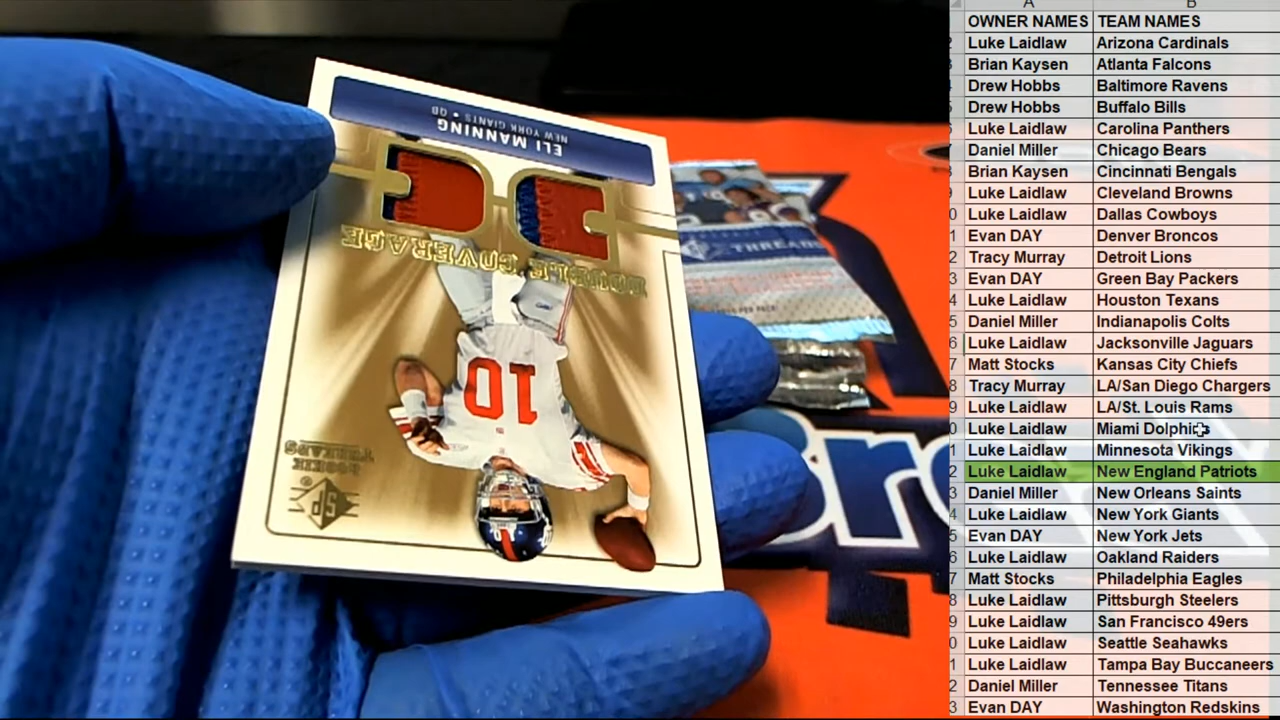 ELI MANNING
NEW YORK GIANTS • QB
DOUBLE COVERAGE
10
ROOKIE
THREADS
SP
THREADS
Bre
A B
OWNER NAMES TEAM NAMES
Luke Laidlaw Arizona Cardinals
Brian Kaysen Atlanta Falcons
Drew Hobbs Baltimore Ravens
Drew Hobbs Buffalo Bills
Luke Laidlaw Carolina Panthers
Daniel Miller Chicago Bears
Brian Kaysen Cincinnati Bengals
Luke Laidlaw Cleveland Browns
Luke Laidlaw Dallas Cowboys
Evan DAY Denver Broncos
Tracy Murray Detroit Lions
Evan DAY Green Bay Packers
Luke Laidlaw Houston Texans
Daniel Miller Indianapolis Colts
Luke Laidlaw Jacksonville Jaguars
Matt Stocks Kansas City Chiefs
Tracy Murray LA/San Diego Chargers
Luke Laidlaw LA/St. Louis Rams
Luke Laidlaw Miami Dolphins
Luke Laidlaw Minnesota Vikings
Luke Laidlaw New England Patriots
Daniel Miller New Orleans Saints
Luke Laidlaw New York Giants
Evan DAY New York Jets
Luke Laidlaw Oakland Raiders
Matt Stocks Philadelphia Eagles
Luke Laidlaw Pittsburgh Steelers
Luke Laidlaw San Francisco 49ers
Luke Laidlaw Seattle Seahawks
Luke Laidlaw Tampa Bay Buccaneers
Daniel Miller Tennessee Titans
Evan DAY Washington Redskins